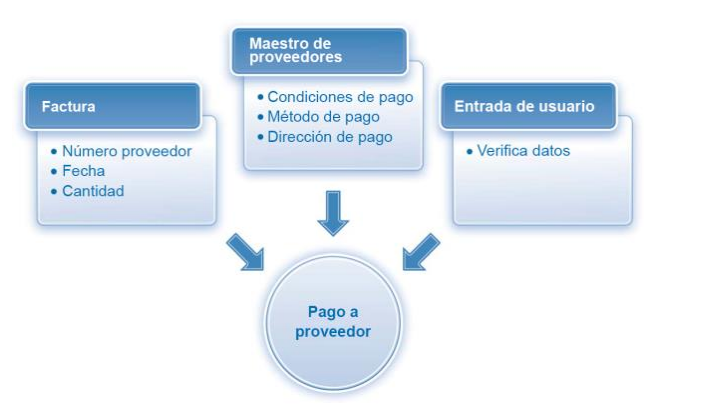 Maestro de
proveedores
• Condiciones de pago
• Método de pago
• Dirección de pago
Factura
• Número proveedor
• Fecha
• Cantidad
Entrada de usuario
• Verifica datos
Pago a
proveedor